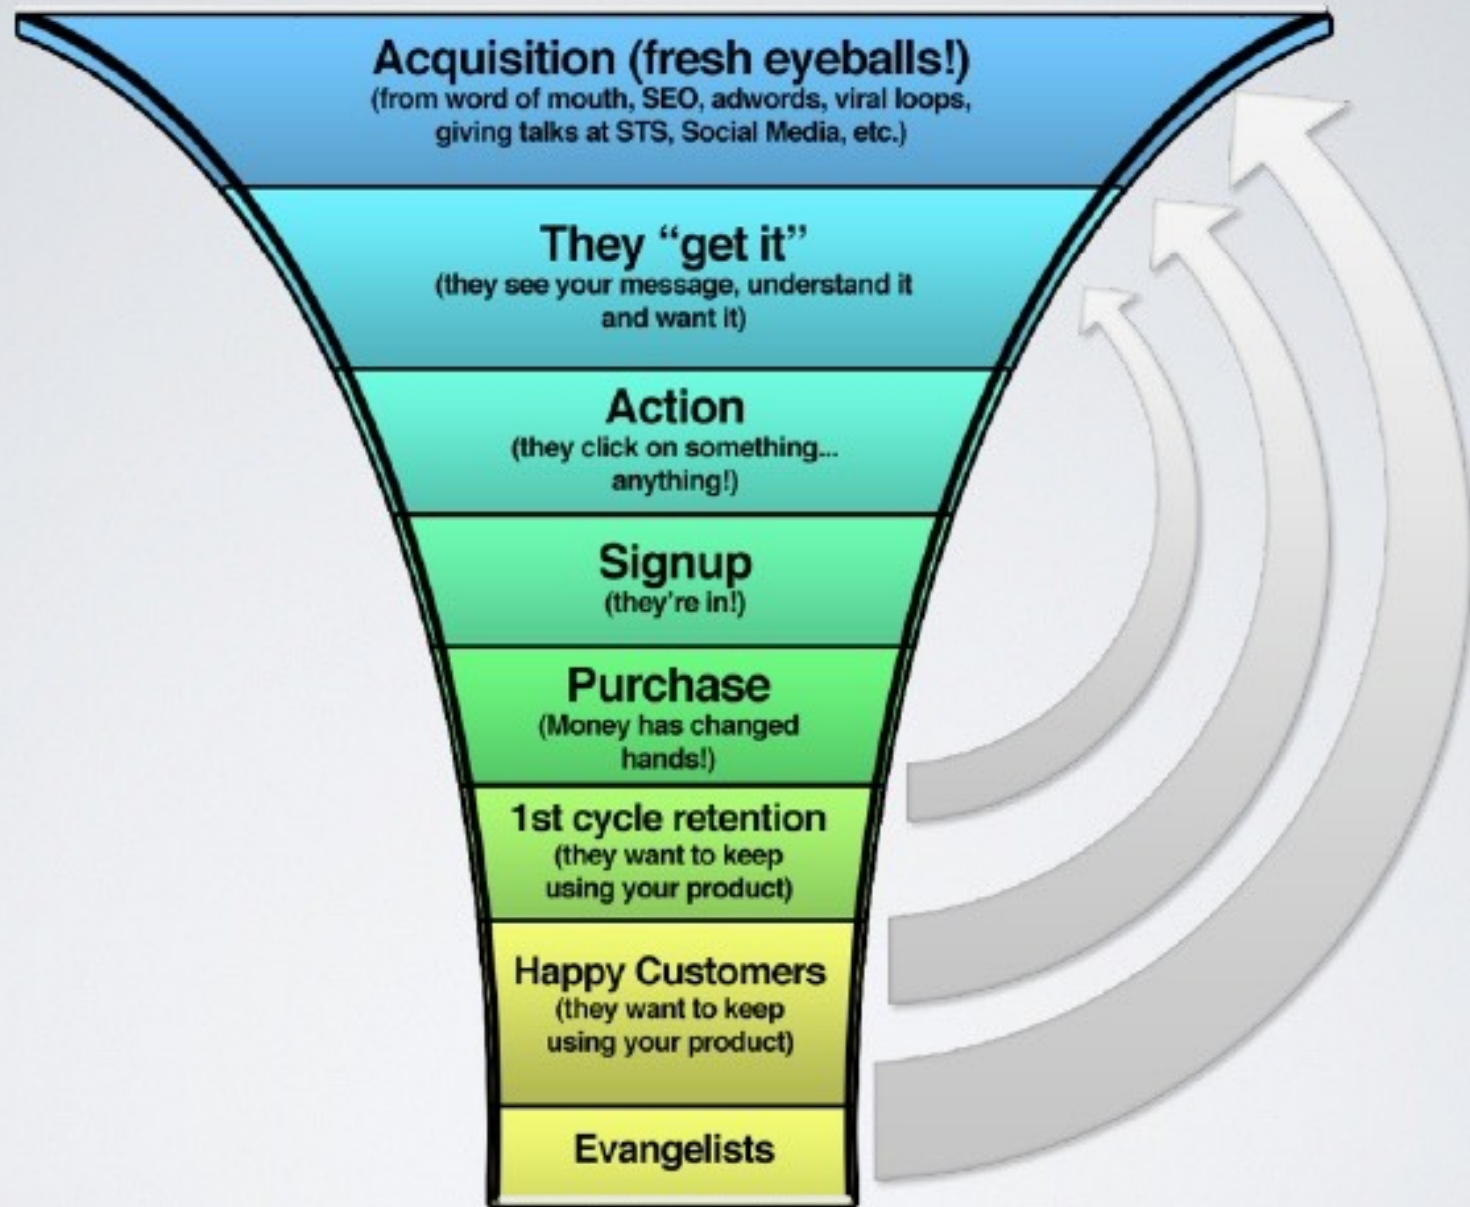 Acquisition (fresh eyeballs!)
(from word of mouth, SEO, adwords, viral loops,
giving talks at STS, Social Media, etc.)
They “get it”
(they see your message, understand it
and want it)
Action
(they click on something...
anything!)
Signup
(they're in!)
Purchase
(Money has changed
hands!)
1st cycle retention
(they want to keep
using your product)
Happy Customers
(they want to keep
using your product)
Evangelists